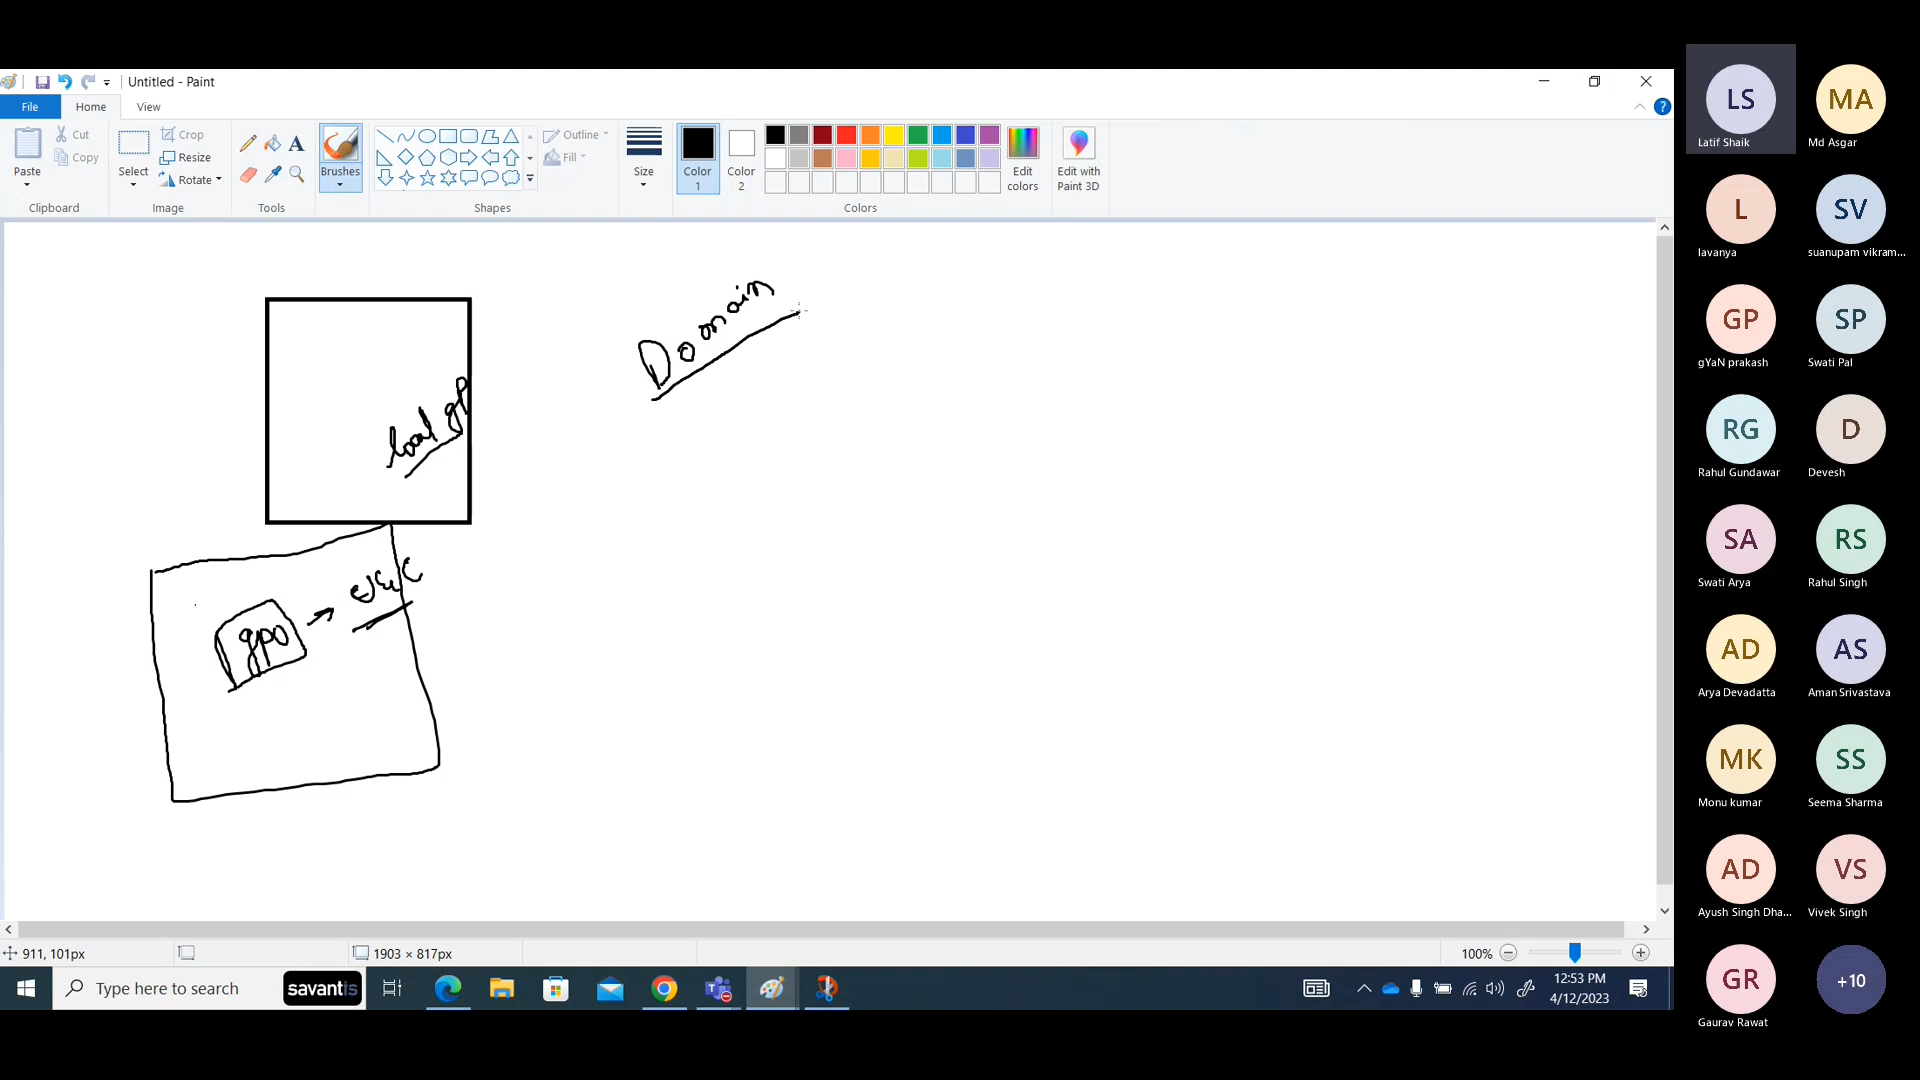 Untitled - Paint
File Home View
Paste Cut Copy Clipboard
Select Crop Resize Rotate Image
Tools
Brushes
Shapes
Outline Fill
Size
Color 1
Color 2
Edit colors
Edit with Paint 3D
Colors
Domain
local gp
gpo
911, 101px
1903 × 817px
100%
Type here to search
savantis
12:53 PM
4/12/2023
LS MA
Latif Shaik Md Asgar
L SV
lavanya suanupam vikram...
GP SP
gYaN prakash Swati Pal
RG D
Rahul Gundawar Devesh
SA RS
Swati Arya Rahul Singh
AD AS
Arya Devadatta Aman Srivastava
MK SS
Monu kumar Seema Sharma
AD VS
Ayush Singh Dha... Vivek Singh
GR +10
Gaurav Rawat